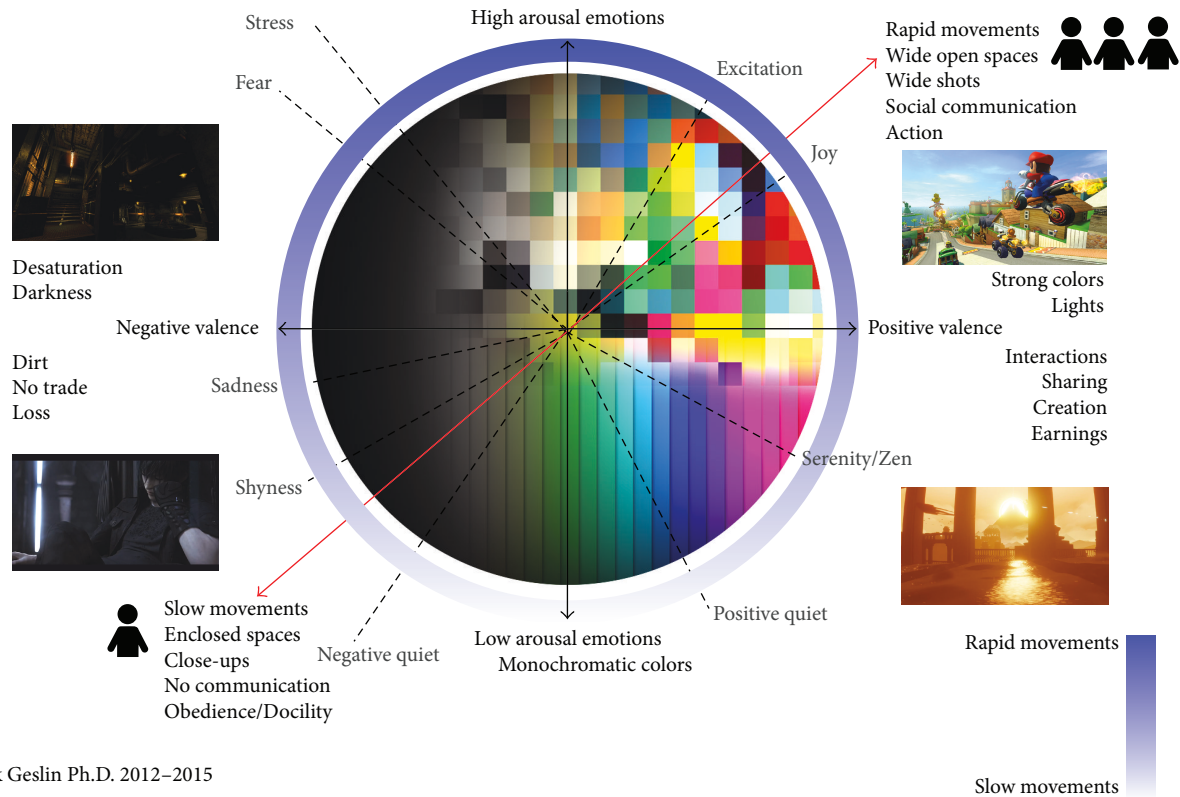 High arousal emotions
Stress
Fear
Excitation
Joy
Rapid movements
Wide open spaces
Wide shots
Social communication
Action
Desaturation
Darkness
Strong colors
Lights
Negative valence
Positive valence
Dirt
No trade
Loss
Interactions
Sharing
Creation
Earnings
Sadness
Shyness
Serenity/Zen
Slow movements
Enclosed spaces
Close-ups
No communication
Obedience/Docility
Negative quiet
Positive quiet
Low arousal emotions
Monochromatic colors
Rapid movements
Slow movements
Geslin Ph.D. 2012–2015